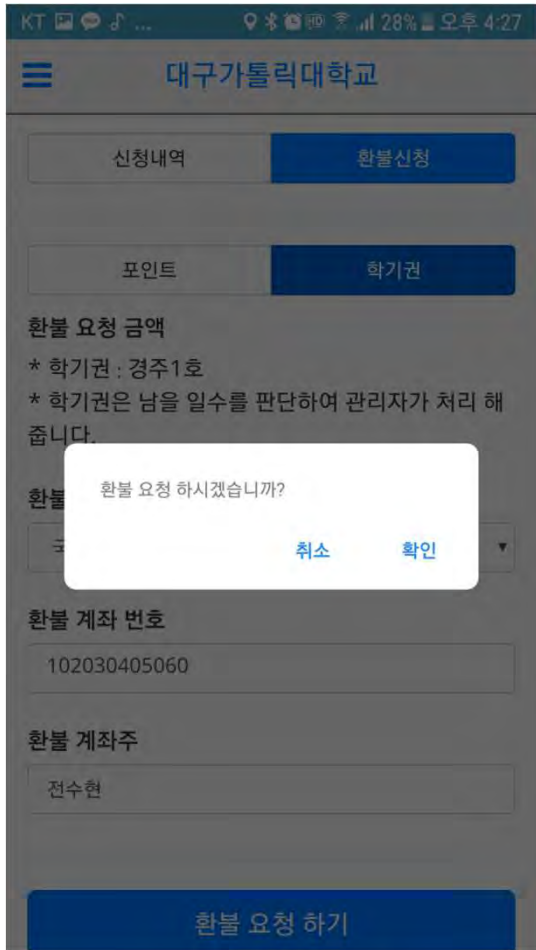 KT ... HD 28% 오후 4:27
대구가톨릭대학교
신청내역 환불신청
포인트 학기권
환불 요청 금액
* 학기권 : 경주1호
* 학기권은 남을 일수를 판단하여 관리자가 처리 해
줍니다.
환불 요청 하시겠습니까?
환불
취소 확인
환불 계좌 번호
102030405060
환불 계좌주
전수현
환불 요청 하기